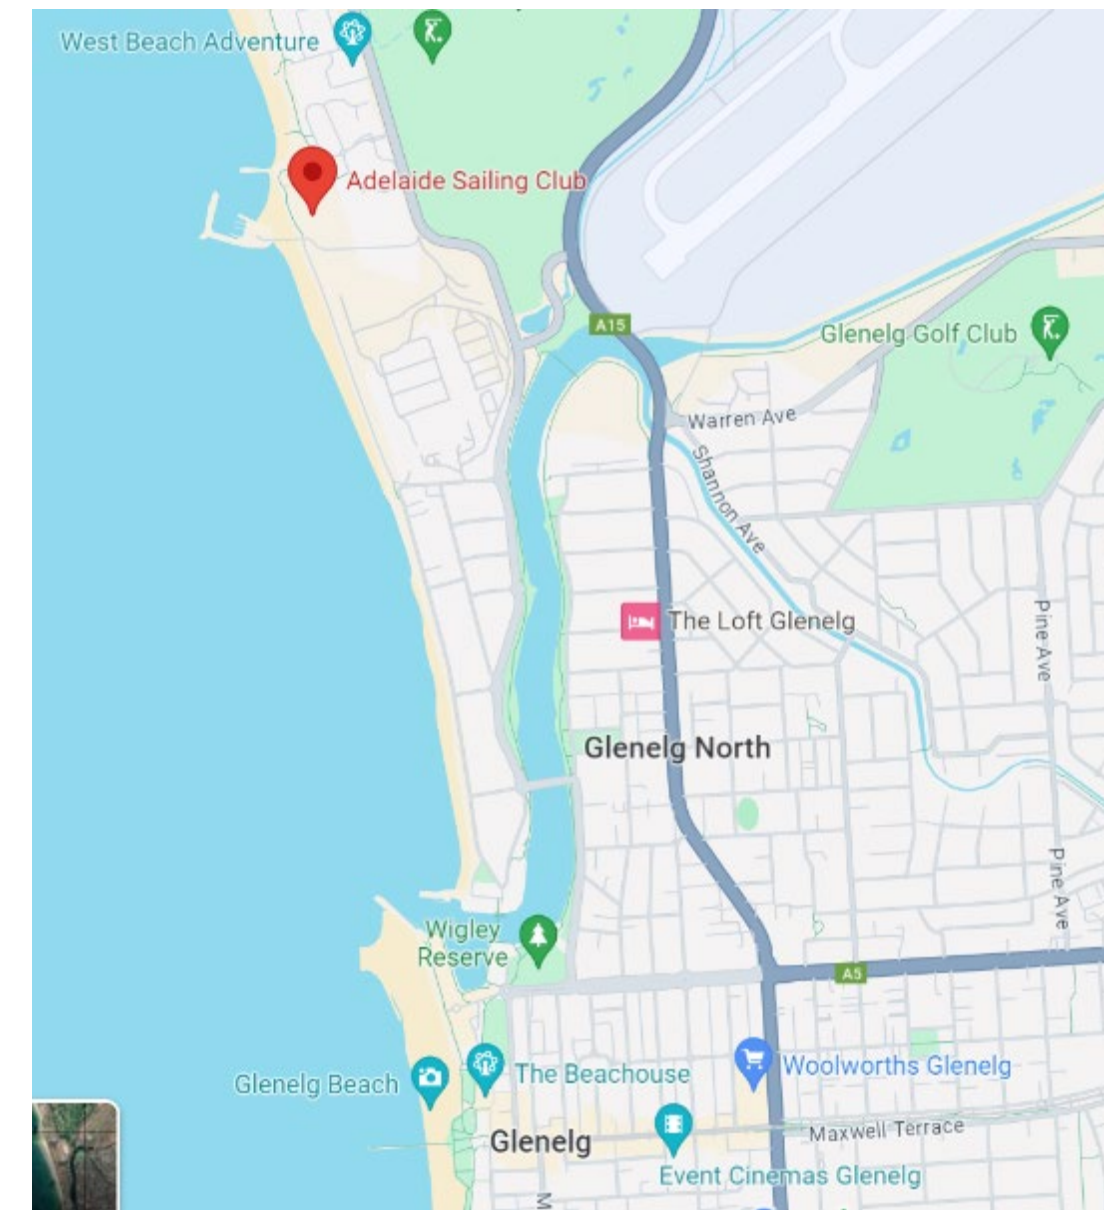 West Beach Adventure
Adelaide Sailing Club
A15
Glenelg Golf Club
Warren Ave
Shannon Ave
The Loft Glenelg
Pine Ave
Glenelg North
Pine Ave
Wigley
Reserve
A5
Woolworths Glenelg
The Beachouse
Glenelg Beach
Maxwell Terrace
Glenelg
Event Cinemas Glenelg
M